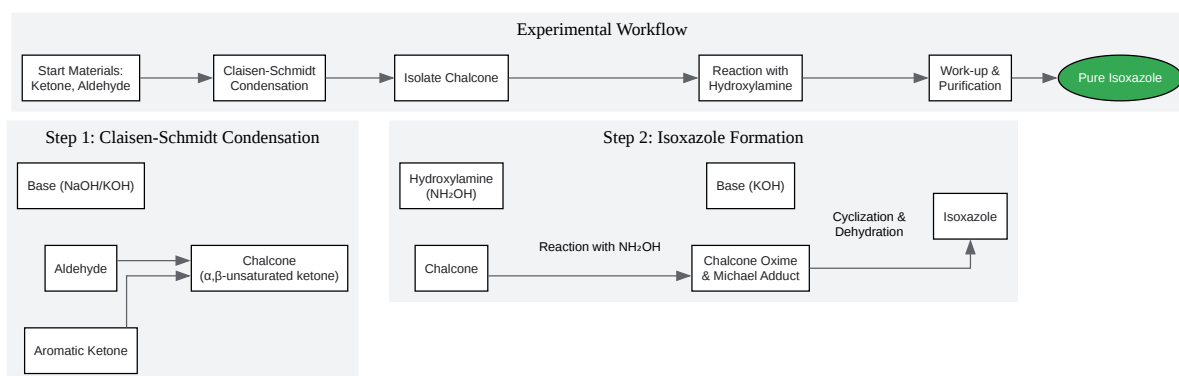 Experimental Workflow
Start Materials:
Ketone, Aldehyde
Claisen-Schmidt
Condensation
Isolate Chalcone
Reaction with
Hydroxylamine
Work-up &
Purification
Pure Isoxazole
Step 1: Claisen-Schmidt Condensation
Base (NaOH/KOH)
Aldehyde
Chalcone
(α,β-unsaturated ketone)
Aromatic Ketone
Step 2: Isoxazole Formation
Hydroxylamine
(NH₂OH)
Base (KOH)
Cyclization &
Dehydration
Isoxazole
Reaction with NH₂OH
Chalcone
Chalcone Oxime
& Michael Adduct